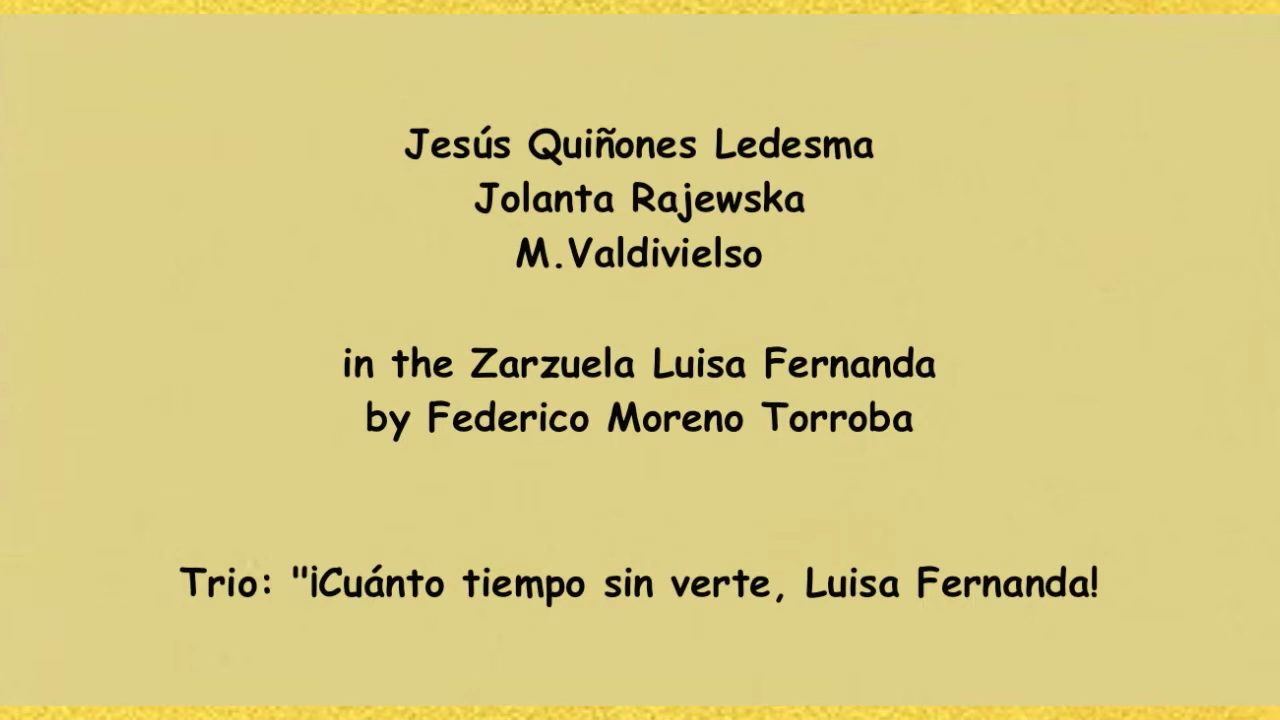 Jesús Quiñones Ledesma
Jolanta Rajewska
M.Valdivielso
in the Zarzuela Luisa Fernanda
by Federico Moreno Torroba
Trio: "¡Cuánto tiempo sin verte, Luisa Fernanda!